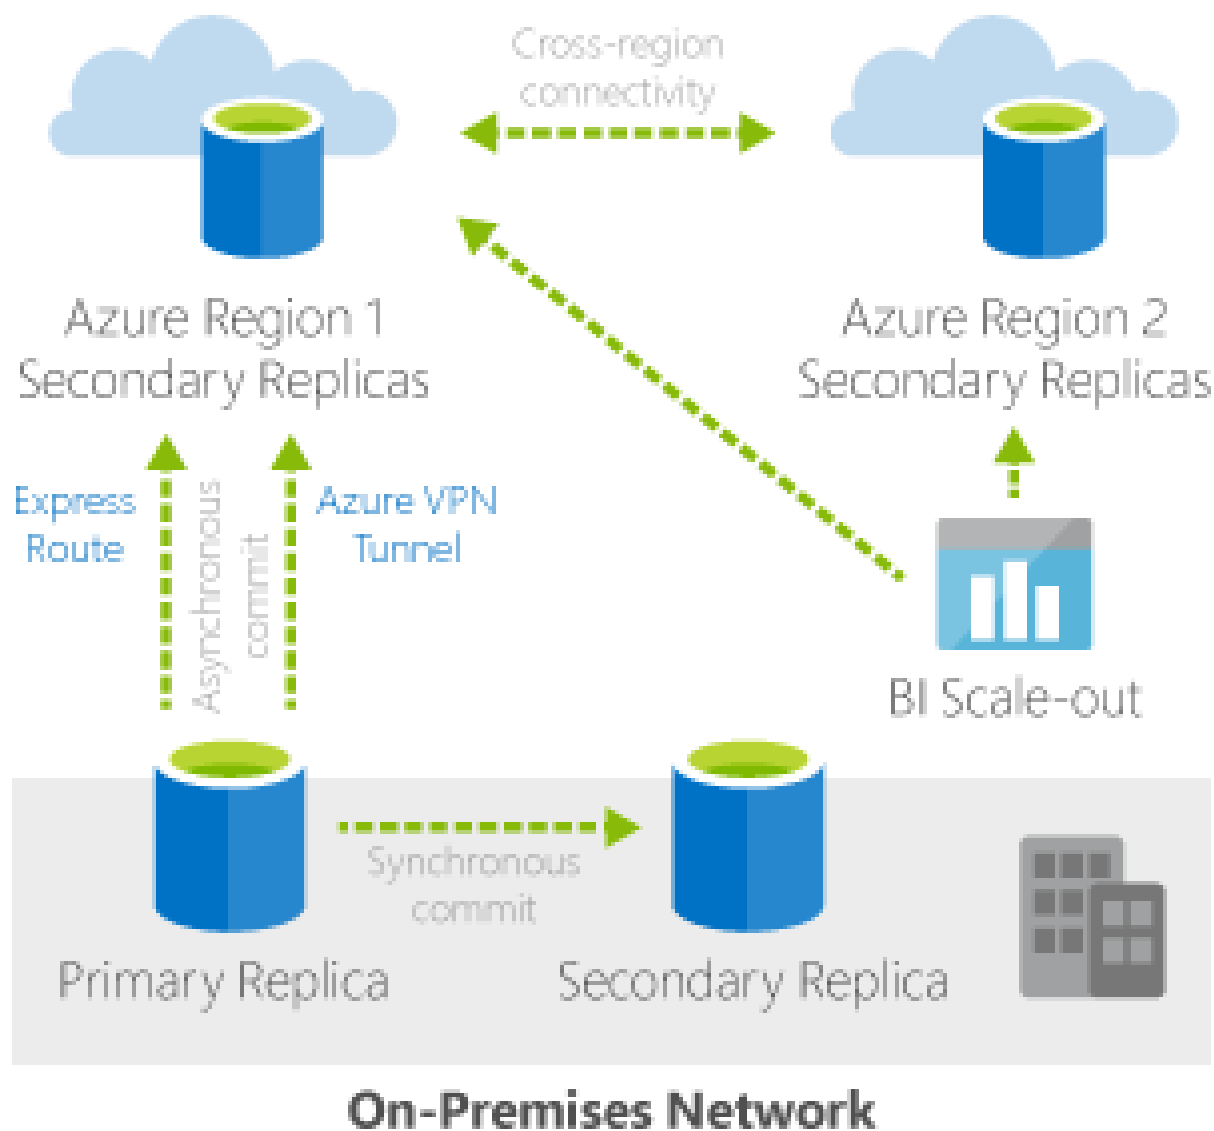 Cross-region
connectivity
Azure Region 1
Secondary Replicas
Azure Region 2
Secondary Replicas
Express
Route
Asynchronous
commit
Azure VPN
Tunnel
BI Scale-out
Synchronous
commit
Primary Replica
Secondary Replica
On-Premises Network